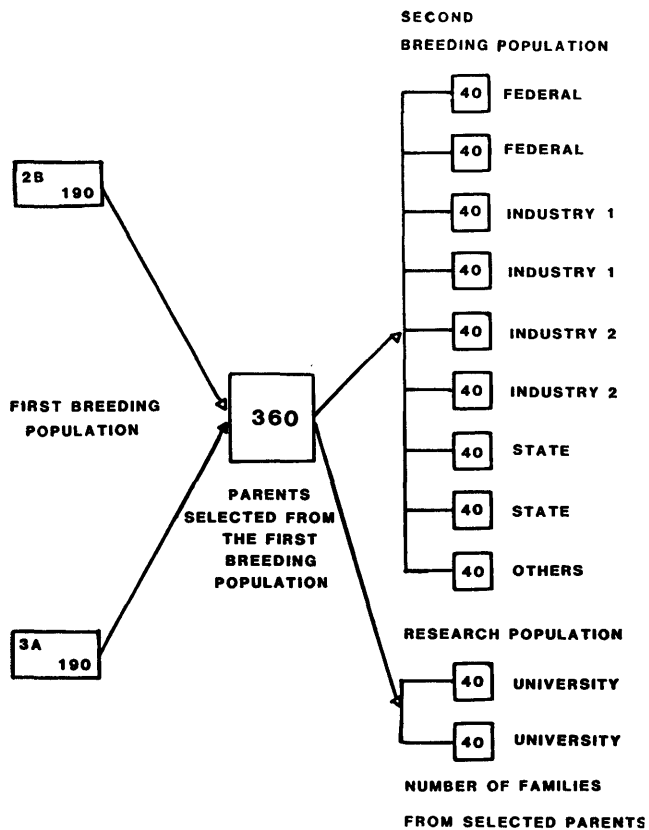 SECOND
BREEDING POPULATION
40 FEDERAL
40 FEDERAL
2B
190
40 INDUSTRY 1
40 INDUSTRY 1
40 INDUSTRY 2
40 INDUSTRY 2
FIRST BREEDING
POPULATION
360
40 STATE
PARENTS
SELECTED FROM
THE FIRST
BREEDING
POPULATION
40 STATE
40 OTHERS
3A
190
RESEARCH POPULATION
40 UNIVERSITY
40 UNIVERSITY
NUMBER OF FAMILIES
FROM SELECTED PARENTS